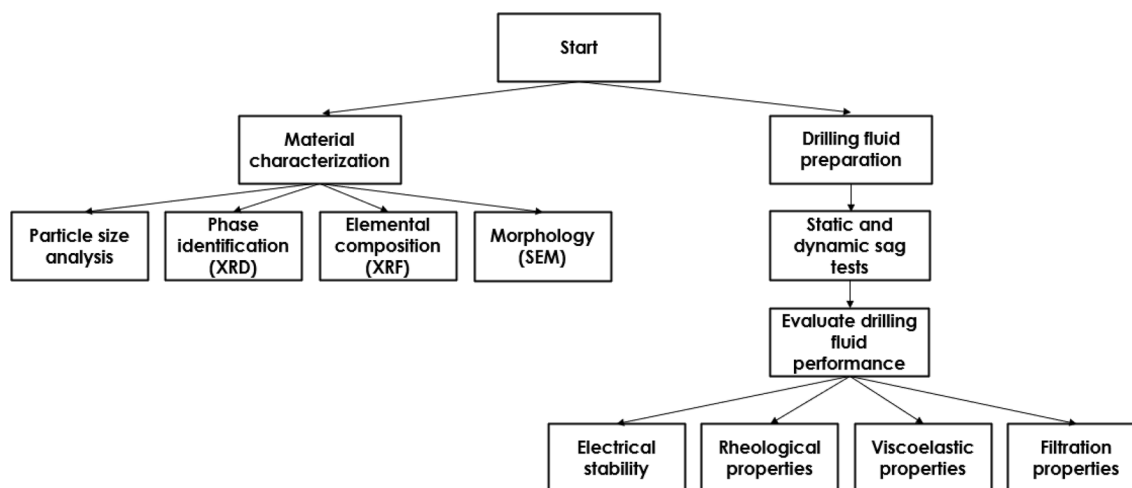 Start
Material
characterization
Drilling fluid
preparation
Particle size
analysis
Phase
identification
(XRD)
Elemental
composition
(XRF)
Morphology
(SEM)
Static and
dynamic sag
tests
Evaluate drilling
fluid
performance
Electrical
stability
Rheological
properties
Viscoelastic
properties
Filtration
properties